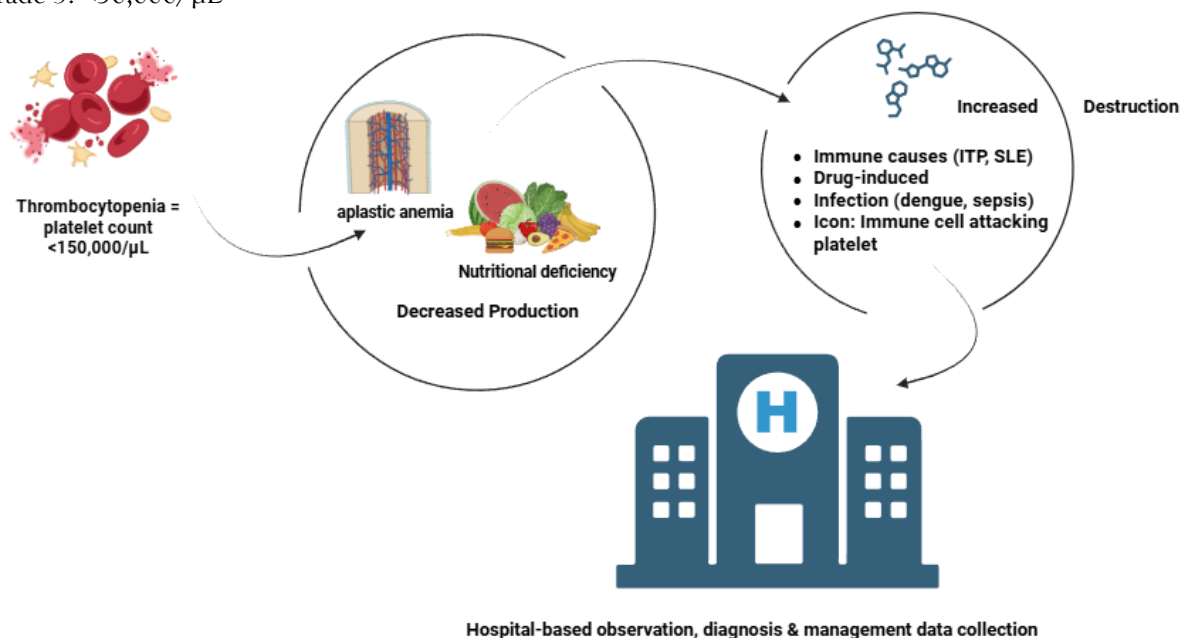 Thrombocytopenia =
platelet count
<150,000/µL
aplastic anemia
Nutritional deficiency
Decreased Production
Increased Destruction
• Immune causes (ITP, SLE)
• Drug-induced
• Infection (dengue, sepsis)
• Icon: Immune cell attacking
platelet
H
Hospital-based observation, diagnosis & management data collection